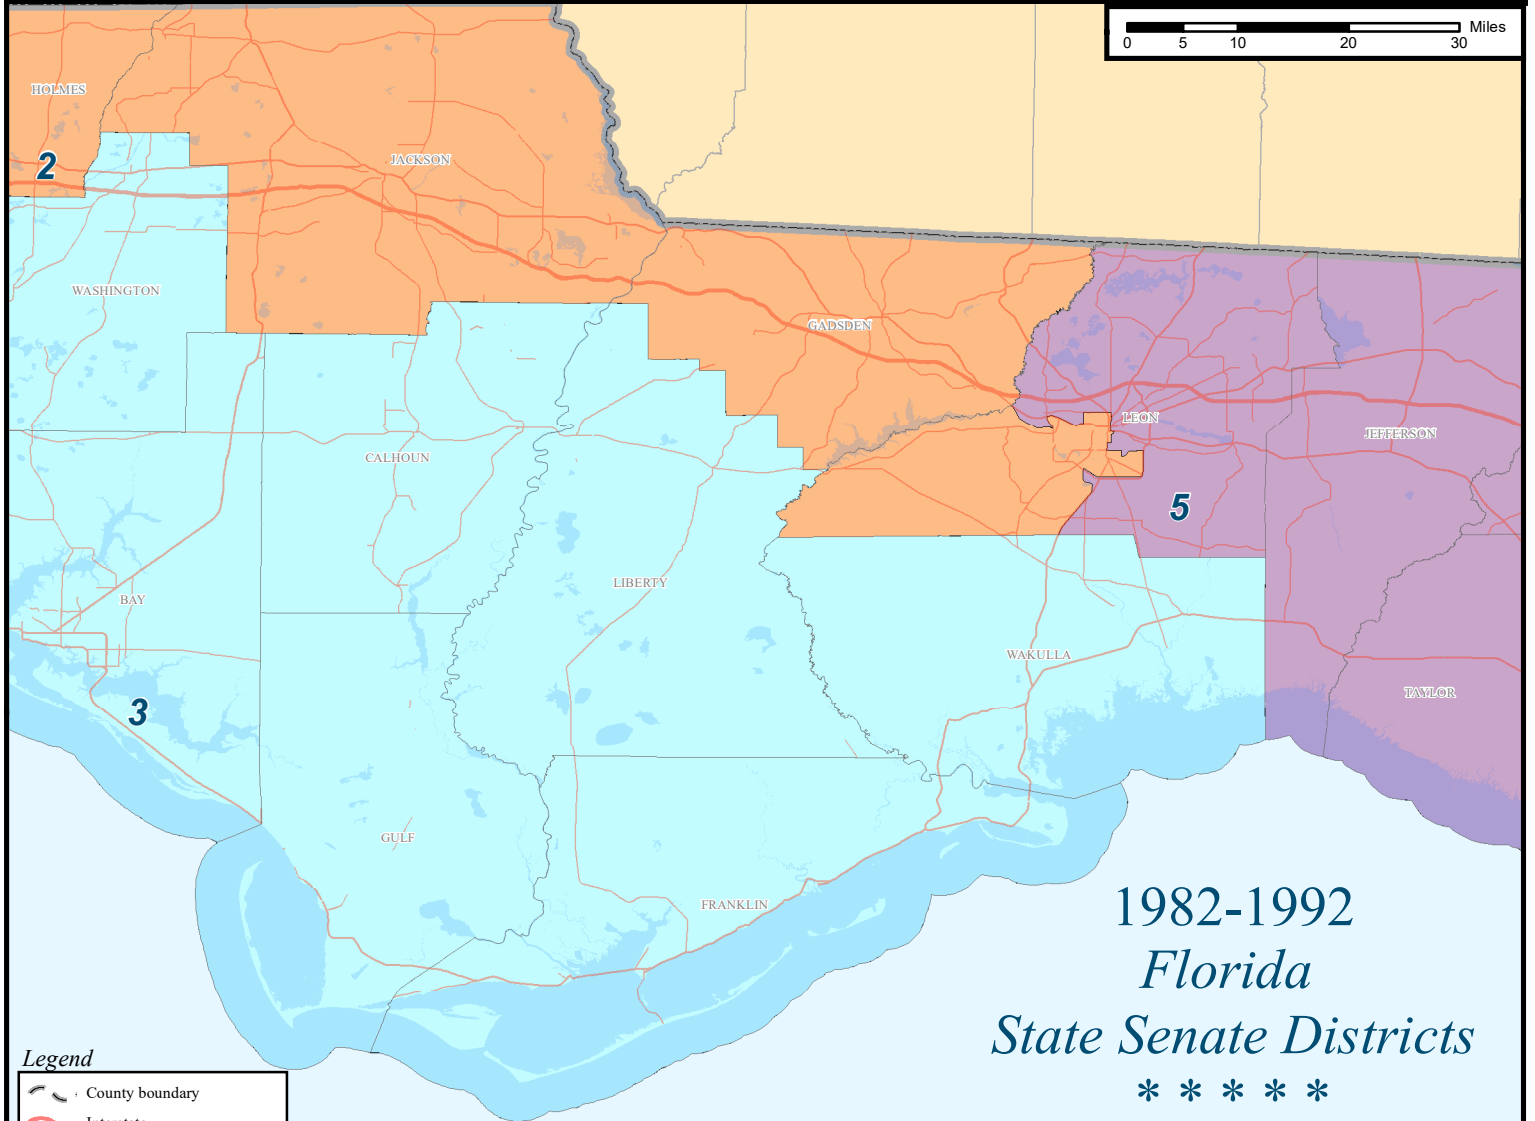 Miles
0 5 10 20 30
HOLMES
2
JACKSON
WASHINGTON
GADSDEN
LEON
JEFFERSON
CALHOUN
5
LIBERTY
BAY
WAKULLA
TAYLOR
3
GULF
FRANKLIN
1982-1992
Florida
State Senate Districts
* * * * *
Legend
County boundary